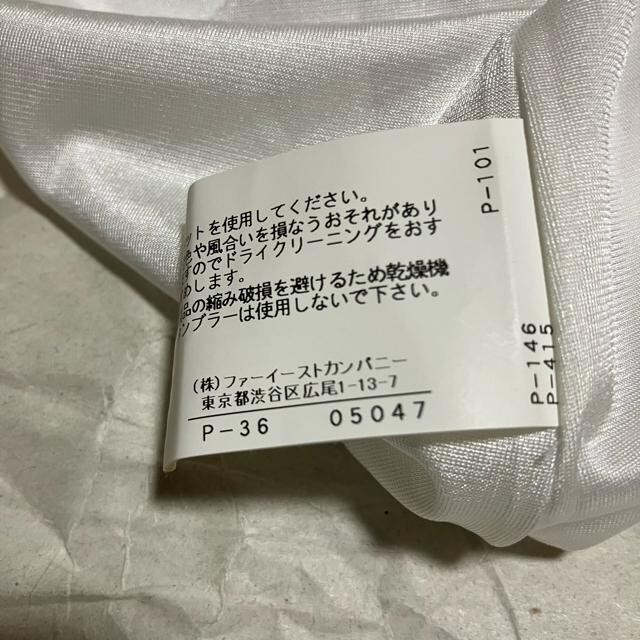 ットを使用してください。
や風合いを損なうおそれがあり
すのでドライクリーニングをおす
めします。
品の縮み破損を避けるため乾燥機
ンブラーは使用しないで下さい。
(株)ファーイーストカンパニー
東京都渋谷区広尾1-13-7
P-36 05047
P-101
P-146
P-415